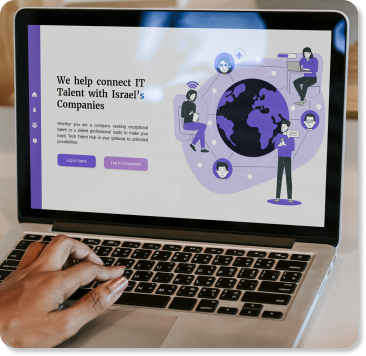 We help connect IT
Talent with Israel's
Companies
Whether you are a company seeking exceptional
talent or a skilled professional ready to make your
mark, Tech Talent Hub is your gateway to unlimited
possibilities.
Log in Users
Log in Companies